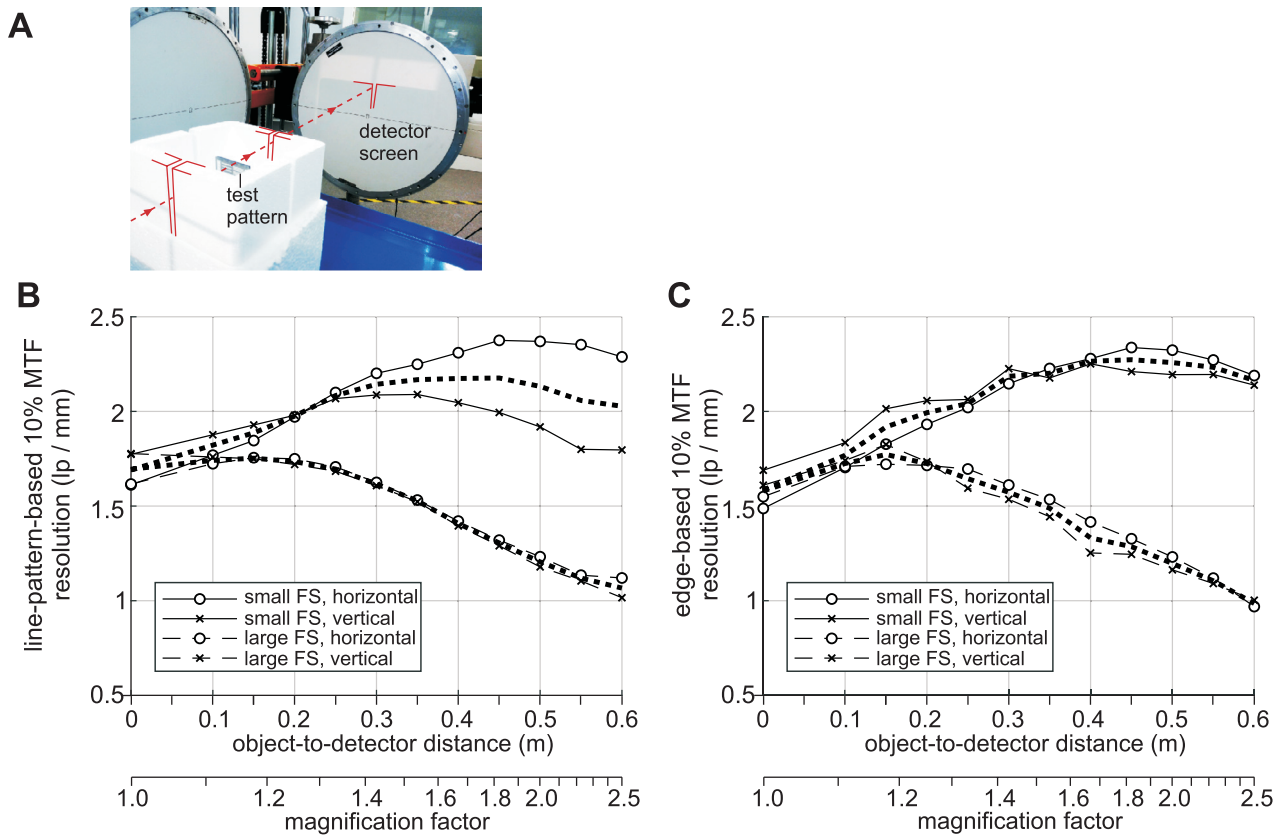 A
detector
screen
test
pattern
B
line-pattern-based 10% MTF
resolution (lp / mm)
2.5
2
1.5
1
0.5
small FS, horizontal
small FS, vertical
large FS, horizontal
large FS, vertical
0 0.1 0.2 0.3 0.4 0.5 0.6
object-to-detector distance (m)
1.0 1.2 1.4 1.6 1.8 2.0 2.5
magnification factor
C
edge-based 10% MTF
resolution (lp / mm)
2.5
2
1.5
1
0.5
small FS, horizontal
small FS, vertical
large FS, horizontal
large FS, vertical
0 0.1 0.2 0.3 0.4 0.5 0.6
object-to-detector distance (m)
1.0 1.2 1.4 1.6 1.8 2.0 2.5
magnification factor